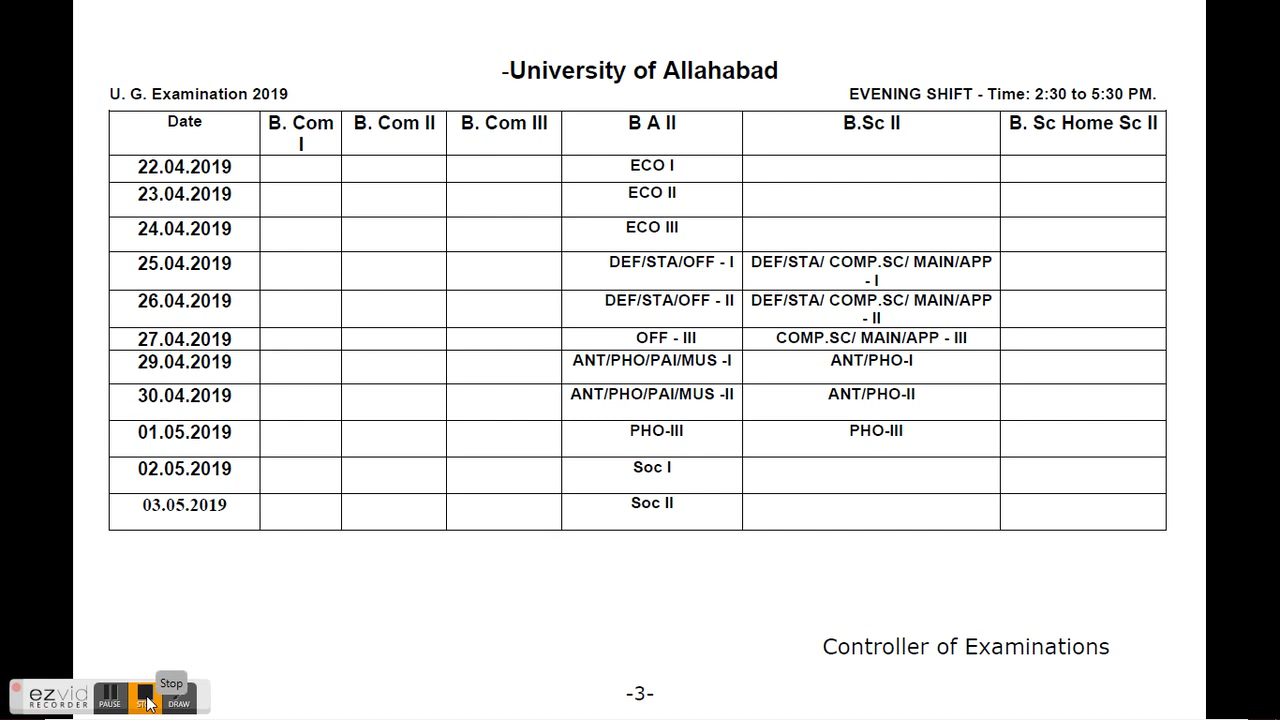 -University of Allahabad
U. G. Examination 2019 EVENING SHIFT - Time: 2:30 to 5:30 PM.
Date B. Com I B. Com II B. Com III B A II B.Sc II B. Sc Home Sc II
22.04.2019 ECO I
23.04.2019 ECO II
24.04.2019 ECO III
25.04.2019 DEF/STA/OFF - I DEF/STA/ COMP.SC/ MAIN/APP - I
26.04.2019 DEF/STA/OFF - II DEF/STA/ COMP.SC/ MAIN/APP - II
27.04.2019 OFF - III COMP.SC/ MAIN/APP - III
29.04.2019 ANT/PHO/PAI/MUS -I ANT/PHO-I
30.04.2019 ANT/PHO/PAI/MUS -II ANT/PHO-II
01.05.2019 PHO-III PHO-III
02.05.2019 Soc I
03.05.2019 Soc II
Controller of Examinations
-3-
Stop
ezvid
RECORDER
PAUSE DRAW